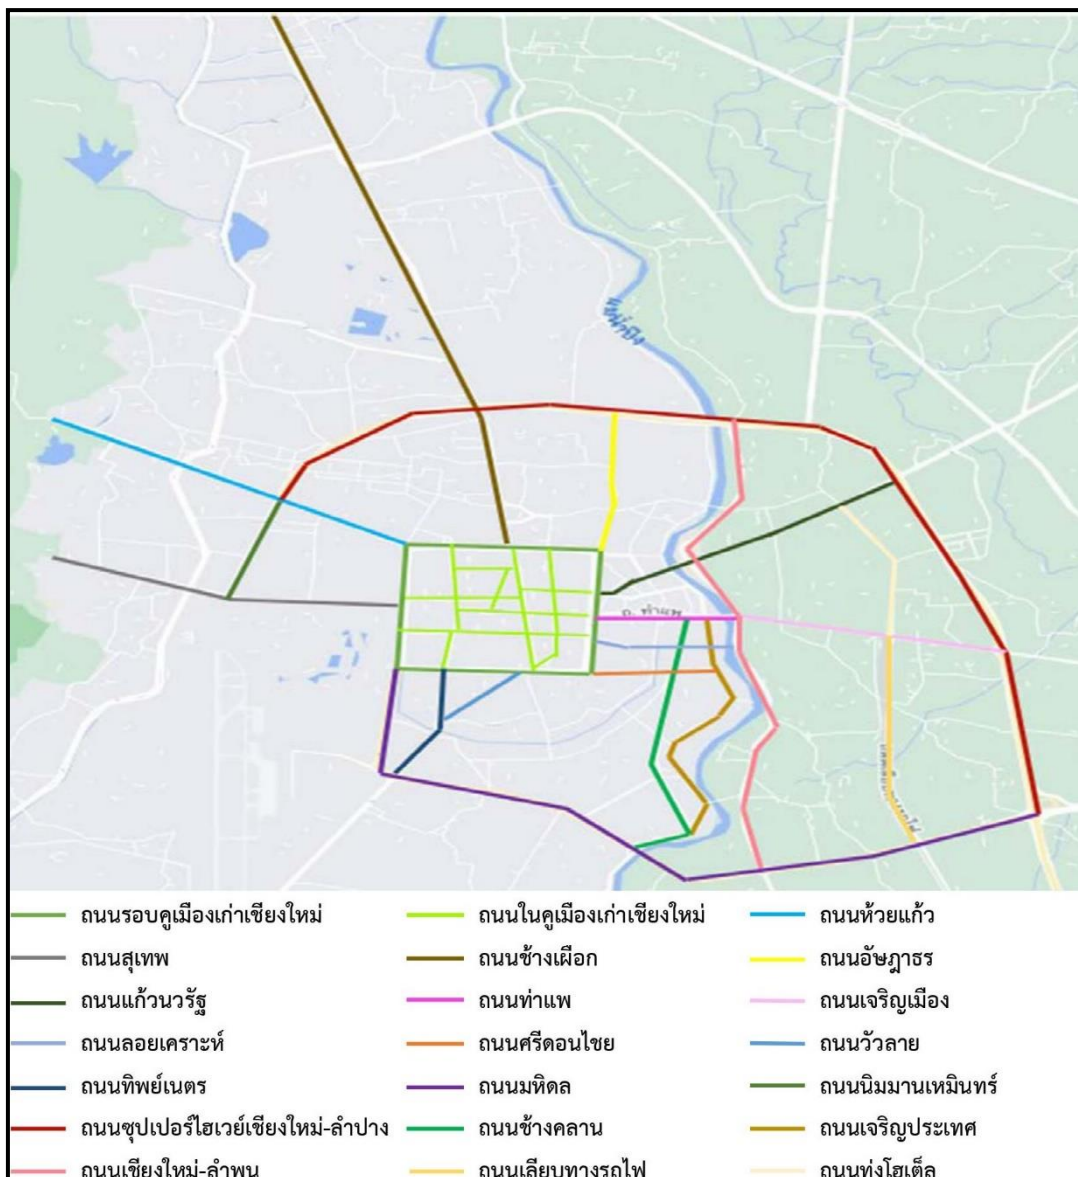 แม่น้ำปิง
ถ. ท่าแพ
ถนนรอบคูเมืองเก่าเชียงใหม่ ถนนในคูเมืองเก่าเชียงใหม่ ถนนห้วยแก้ว
ถนนสุเทพ ถนนช้างเผือก ถนนอัษฎาธร
ถนนแก้วนวรัฐ ถนนท่าแพ ถนนเจริญเมือง
ถนนลอยเคราะห์ ถนนศรีดอนไชย ถนนวัวลาย
ถนนทิพย์เนตร ถนนมหิดล ถนนนิมมานเหมินทร์
ถนนซุปเปอร์ไฮเวย์เชียงใหม่-ลำปาง ถนนช้างคลาน ถนนเจริญประเทศ
ถนนเชียงใหม่-ลำพูน ถนนเลียบทางรถไฟ ถนนทุ่งโฮเต็ล